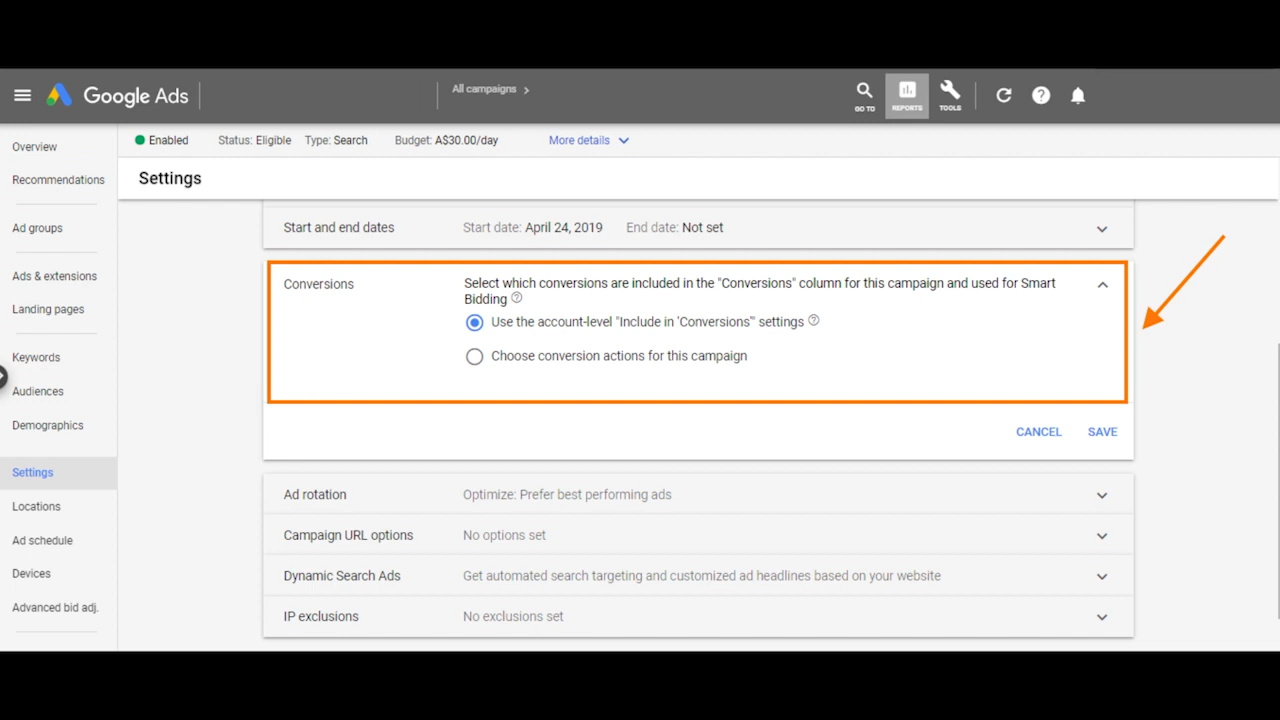 Google Ads
All campaigns
GO TO
REPORTS
TOOLS
Enabled Status: Eligible Type: Search Budget: A$30.00/day More details
Settings
Overview
Recommendations
Ad groups
Ads & extensions
Landing pages
Keywords
Audiences
Demographics
Settings
Locations
Ad schedule
Devices
Advanced bid adj.
Start and end dates Start date: April 24, 2019 End date: Not set
Conversions
Select which conversions are included in the "Conversions" column for this campaign and used for Smart
Bidding
Use the account-level "Include in 'Conversions'" settings
Choose conversion actions for this campaign
CANCEL SAVE
Ad rotation Optimize: Prefer best performing ads
Campaign URL options No options set
Dynamic Search Ads Get automated search targeting and customized ad headlines based on your website
IP exclusions No exclusions set